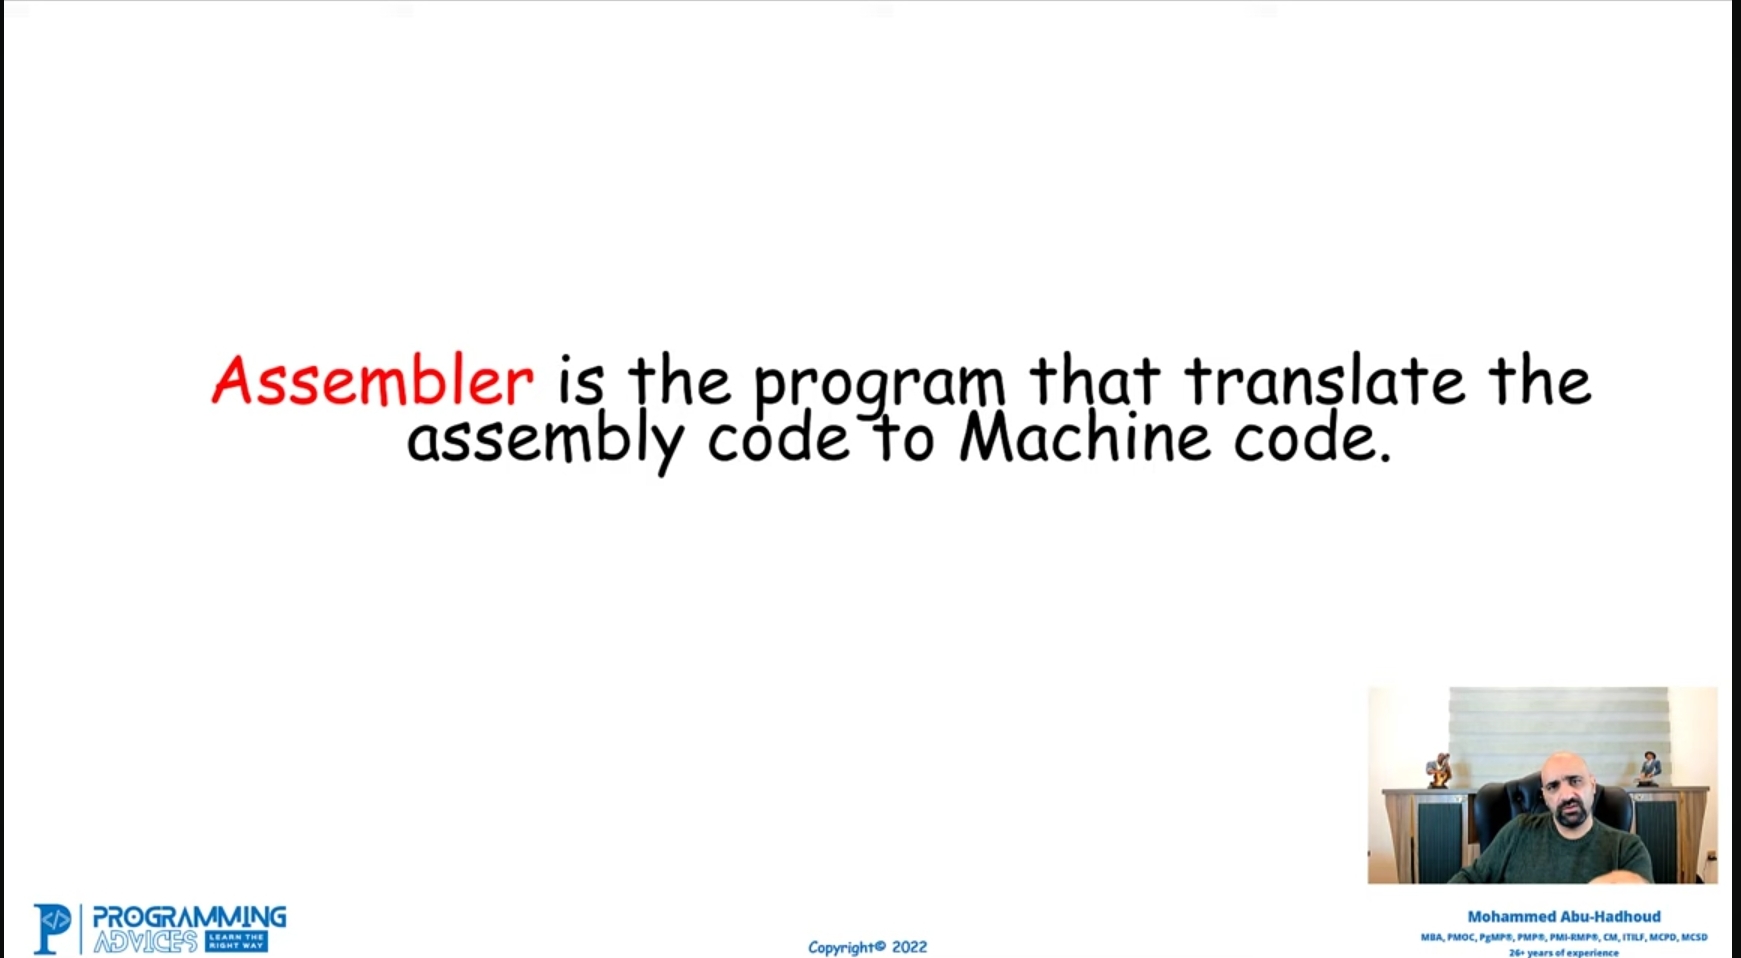 Assembler is the program that translate the
assembly code to Machine code.
PROGRAMMING
ADVICES
LEARN THE
RIGHT WAY
Copyright© 2022
Mohammed Abu-Hadhoud
MBA, PMOC, PgMP®, PMP®, PMI-RMP®, CM, ITILF, MCPD, MCSD
26+ years of experience